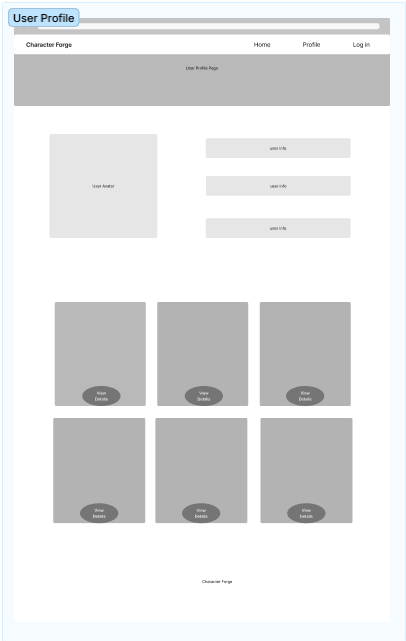 User Profile
Character Forge
Home Profile Log in
User Profile Page
User Avatar
user info
user info
user info
View
Details
View
Details
View
Details
View
Details
View
Details
View
Details
Character Forge